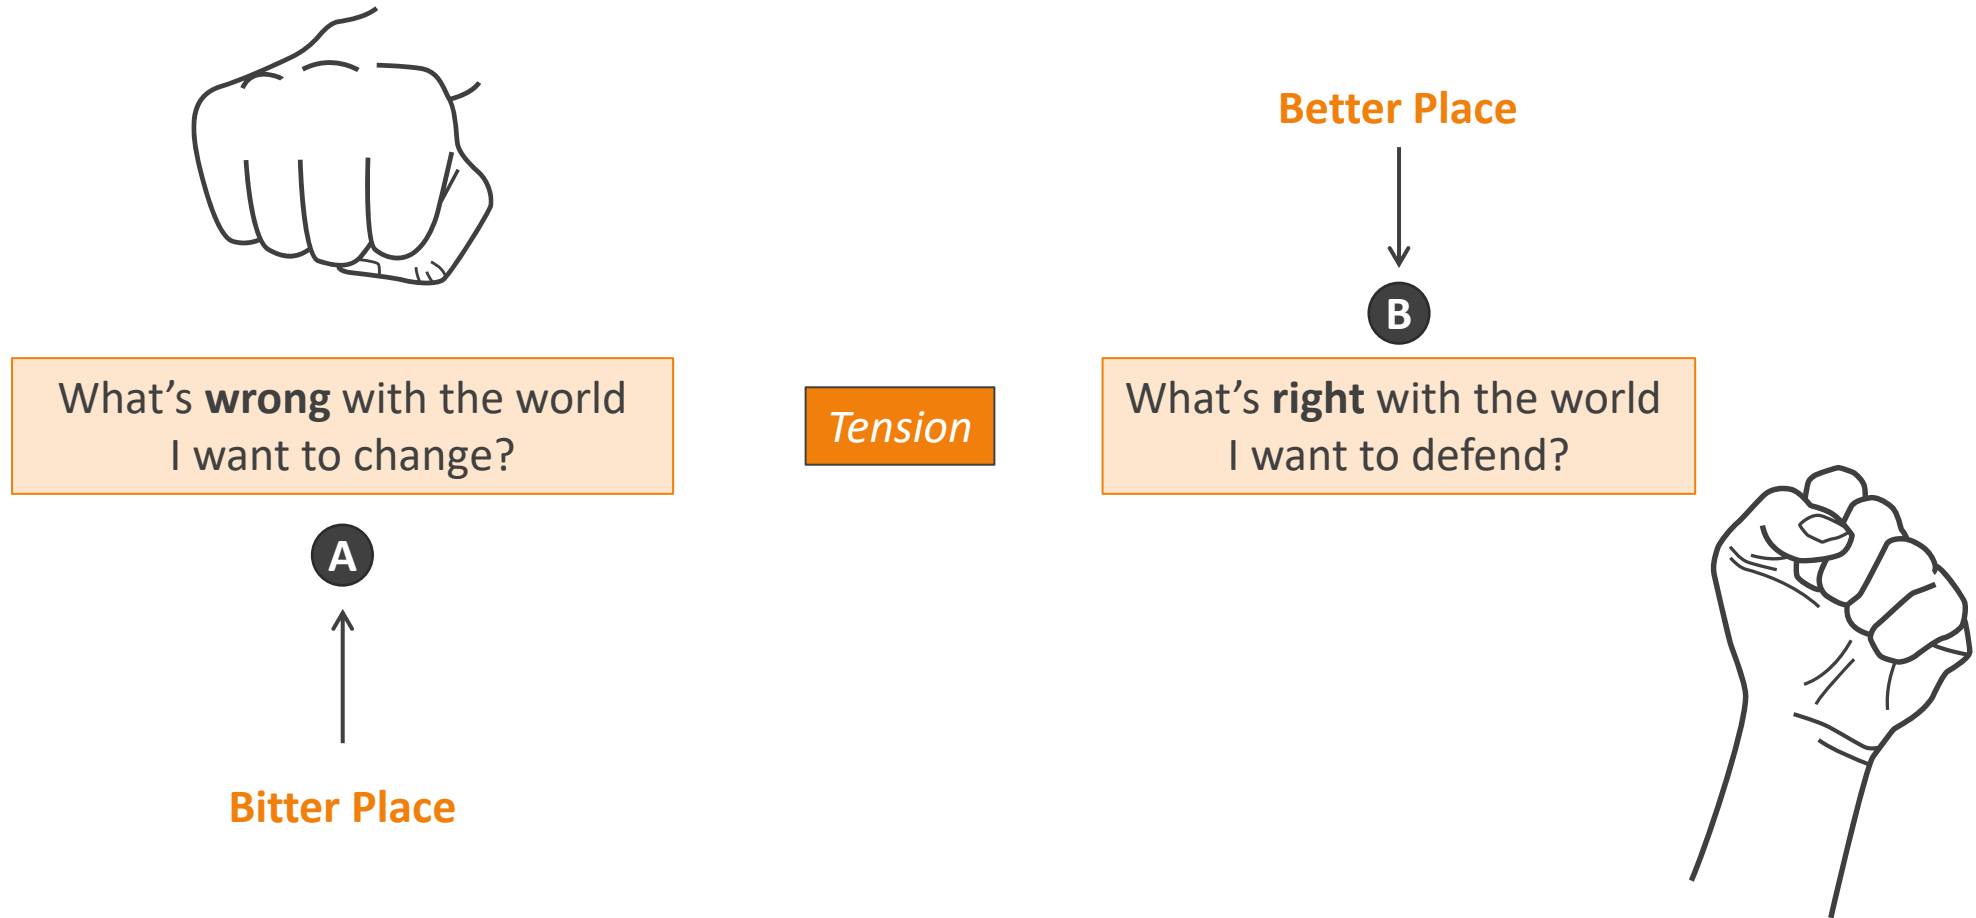 Better Place
B
What’s wrong with the world
I want to change?
Tension
What’s right with the world
I want to defend?
A
Bitter Place